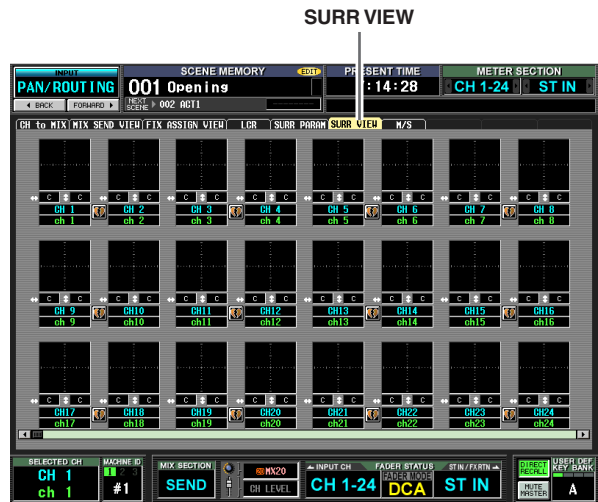 SURR VIEW
INPUT
PAN/ROUTING
BACK FORWARD
SCENE MEMORY EDIT
001 Opening
NEXT SCENE 002 ACT1
PRESENT TIME
:14:28
METER SECTION
CH 1-24 ST IN
CH to MIX MIX SEND VIEW FIX ASSIGN VIEW LCR SURR PARAM SURR VIEW M/S
C C C C C C C C C C C C C C C C
CH 1 CH 2 CH 3 CH 4 CH 5 CH 6 CH 7 CH 8
ch 1 ch 2 ch 3 ch 4 ch 5 ch 6 ch 7 ch 8
C C C C C C C C C C C C C C C C
CH 9 CH10 CH11 CH12 CH13 CH14 CH15 CH16
ch 9 ch10 ch11 ch12 ch13 ch14 ch15 ch16
C C C C C C C C C C C C C C C C
CH17 CH18 CH19 CH20 CH21 CH22 CH23 CH24
ch17 ch18 ch19 ch20 ch21 ch22 ch23 ch24
SELECTED CH
CH 1
ch 1
MACHINE ID
1 2 3
#1
MIX SECTION
SEND
MX20
CH LEVEL
INPUT CH FADER STATUS ST IN/FXRTN
CH 1-24
FADER MODE
DCA
ST IN
DIRECT RECALL
MUTE MASTER
USER DEF KEY BANK
A